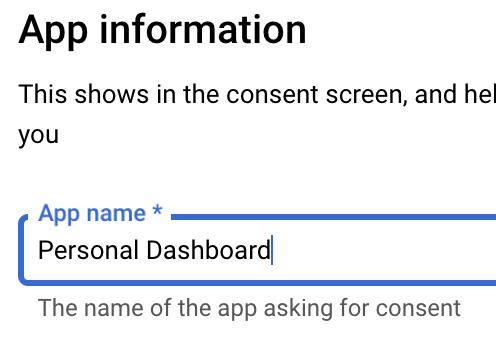 App information
This shows in the consent screen, and hel
you
App name *
Personal Dashboard
The name of the app asking for consent